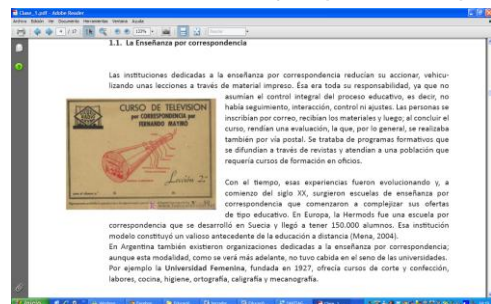 Clase_5.pdf - Adobe Reader
Archivo Edición Ver Documento Herramientas Ventana Ayuda
1.1. La Enseñanza por correspondencia
Las instituciones dedicadas a la enseñanza por correspondencia reducían su accionar, vehicu-
lizando unas lecciones a través de material impreso. Ésa era toda su responsabilidad, ya que no
asumían el control integral del proceso educativo, es decir, no
había seguimiento, interacción, control ni ajustes. Las personas se
inscribían por correo, recibían los materiales y luego; al concluir el
curso, rendían una evaluación, la que, por lo general, se realizaba
también por vía postal. Se trataba de programas formativos que
se difundían a través de revistas y atendían a una población que
requería cursos de formación en oficios.
CURSO DE TELEVISION
por CORRESPONDENCIA por
FERNANDO MAYMÓ
Lección 2
Con el tiempo, esas experiencias fueron evolucionando y, a
comienzo del siglo XX, surgieron escuelas de enseñanza por
correspondencia que comenzaron a complejizar sus ofertas
de tipo educativo. En Europa, la Hermods fue una escuela por
correspondencia que se desarrolló en Suecia y llegó a tener 150.000 alumnos. Esa institución
modelo constituyó un valioso antecedente de la educación a distancia (Mena, 2004).
En Argentina también existieron organizaciones dedicadas a la enseñanza por correspondencia;
aunque esta modalidad, como se verá más adelante, no tuvo cabida en el seno de las universidades.
Por ejemplo la Universidad Femenina, fundada en 1927, ofrecía cursos de corte y confección,
labores, cocina, higiene, ortografía, caligrafía y mecanografía.